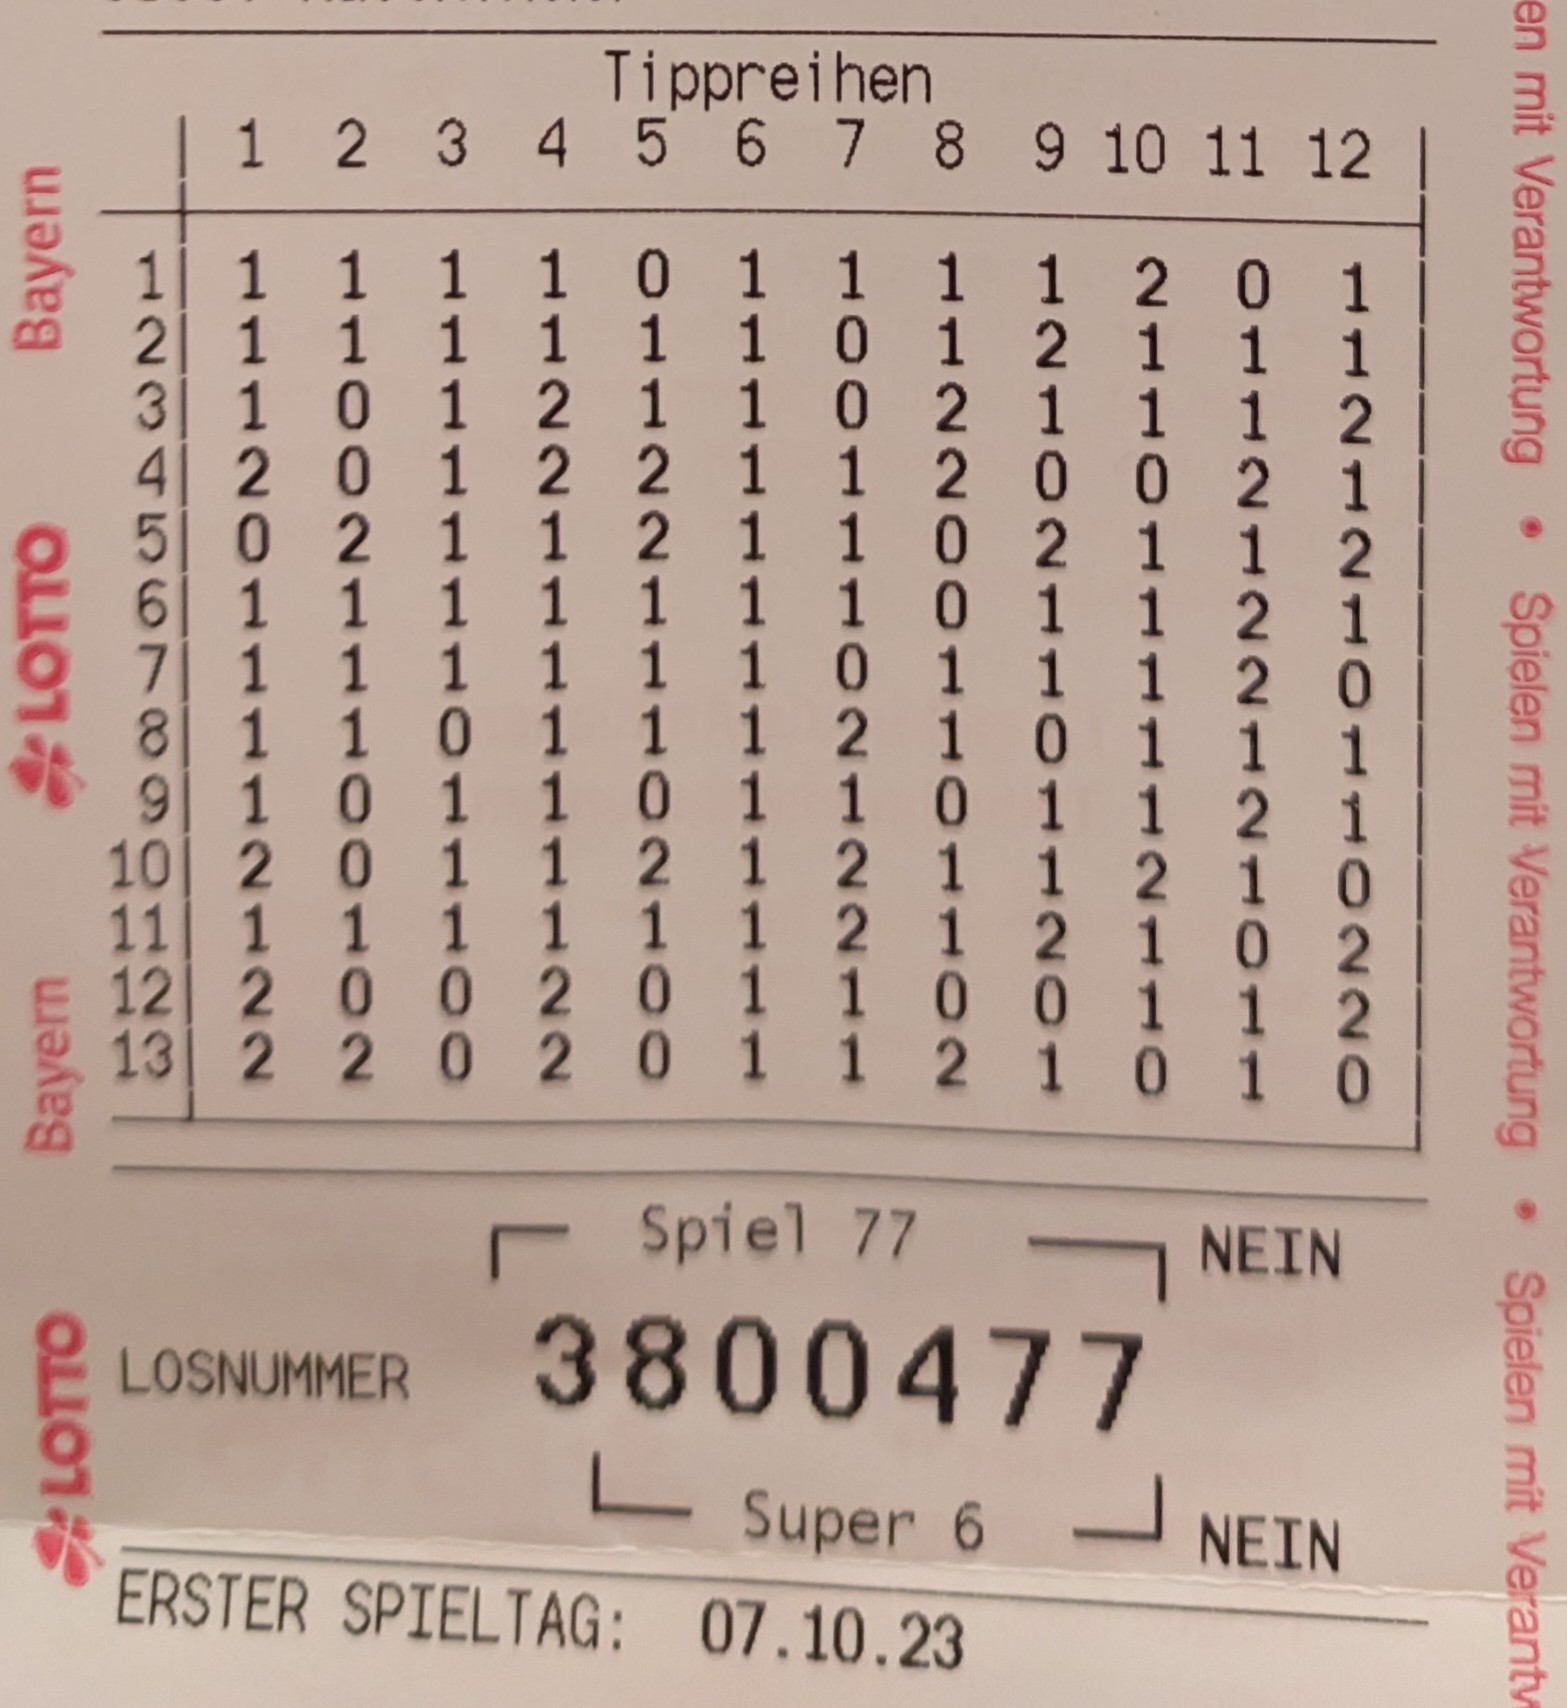 Tippreihen
1 2 3 4 5 6 7 8 9 10 11 12
1 1 1 1 1 0 1 1 1 1 2 0 1
2 1 1 1 1 1 1 0 1 2 1 1 1
3 1 0 1 2 1 1 0 2 1 1 1 2
4 2 0 1 2 2 1 1 2 0 0 2 1
5 0 2 1 1 2 1 1 0 2 1 1 2
6 1 1 1 1 1 1 1 0 1 1 2 1
7 1 1 1 1 1 1 0 1 1 1 2 0
8 1 1 0 1 1 1 2 1 0 1 1 1
9 1 0 1 1 0 1 1 0 1 1 2 1
10 2 0 1 1 2 1 2 1 1 2 1 0
11 1 1 1 1 1 1 2 1 2 1 0 2
12 2 0 0 2 0 1 1 0 0 1 1 2
13 2 2 0 2 0 1 1 2 1 0 1 0
Spiel 77 NEIN
LOSNUMMER 3800477
Super 6 NEIN
ERSTER SPIELTAG: 07.10.23
LOTTO Bayern LOTTO Bayern
en mit Verantwortung • Spielen mit Verantwortung • Spielen mit Verantw